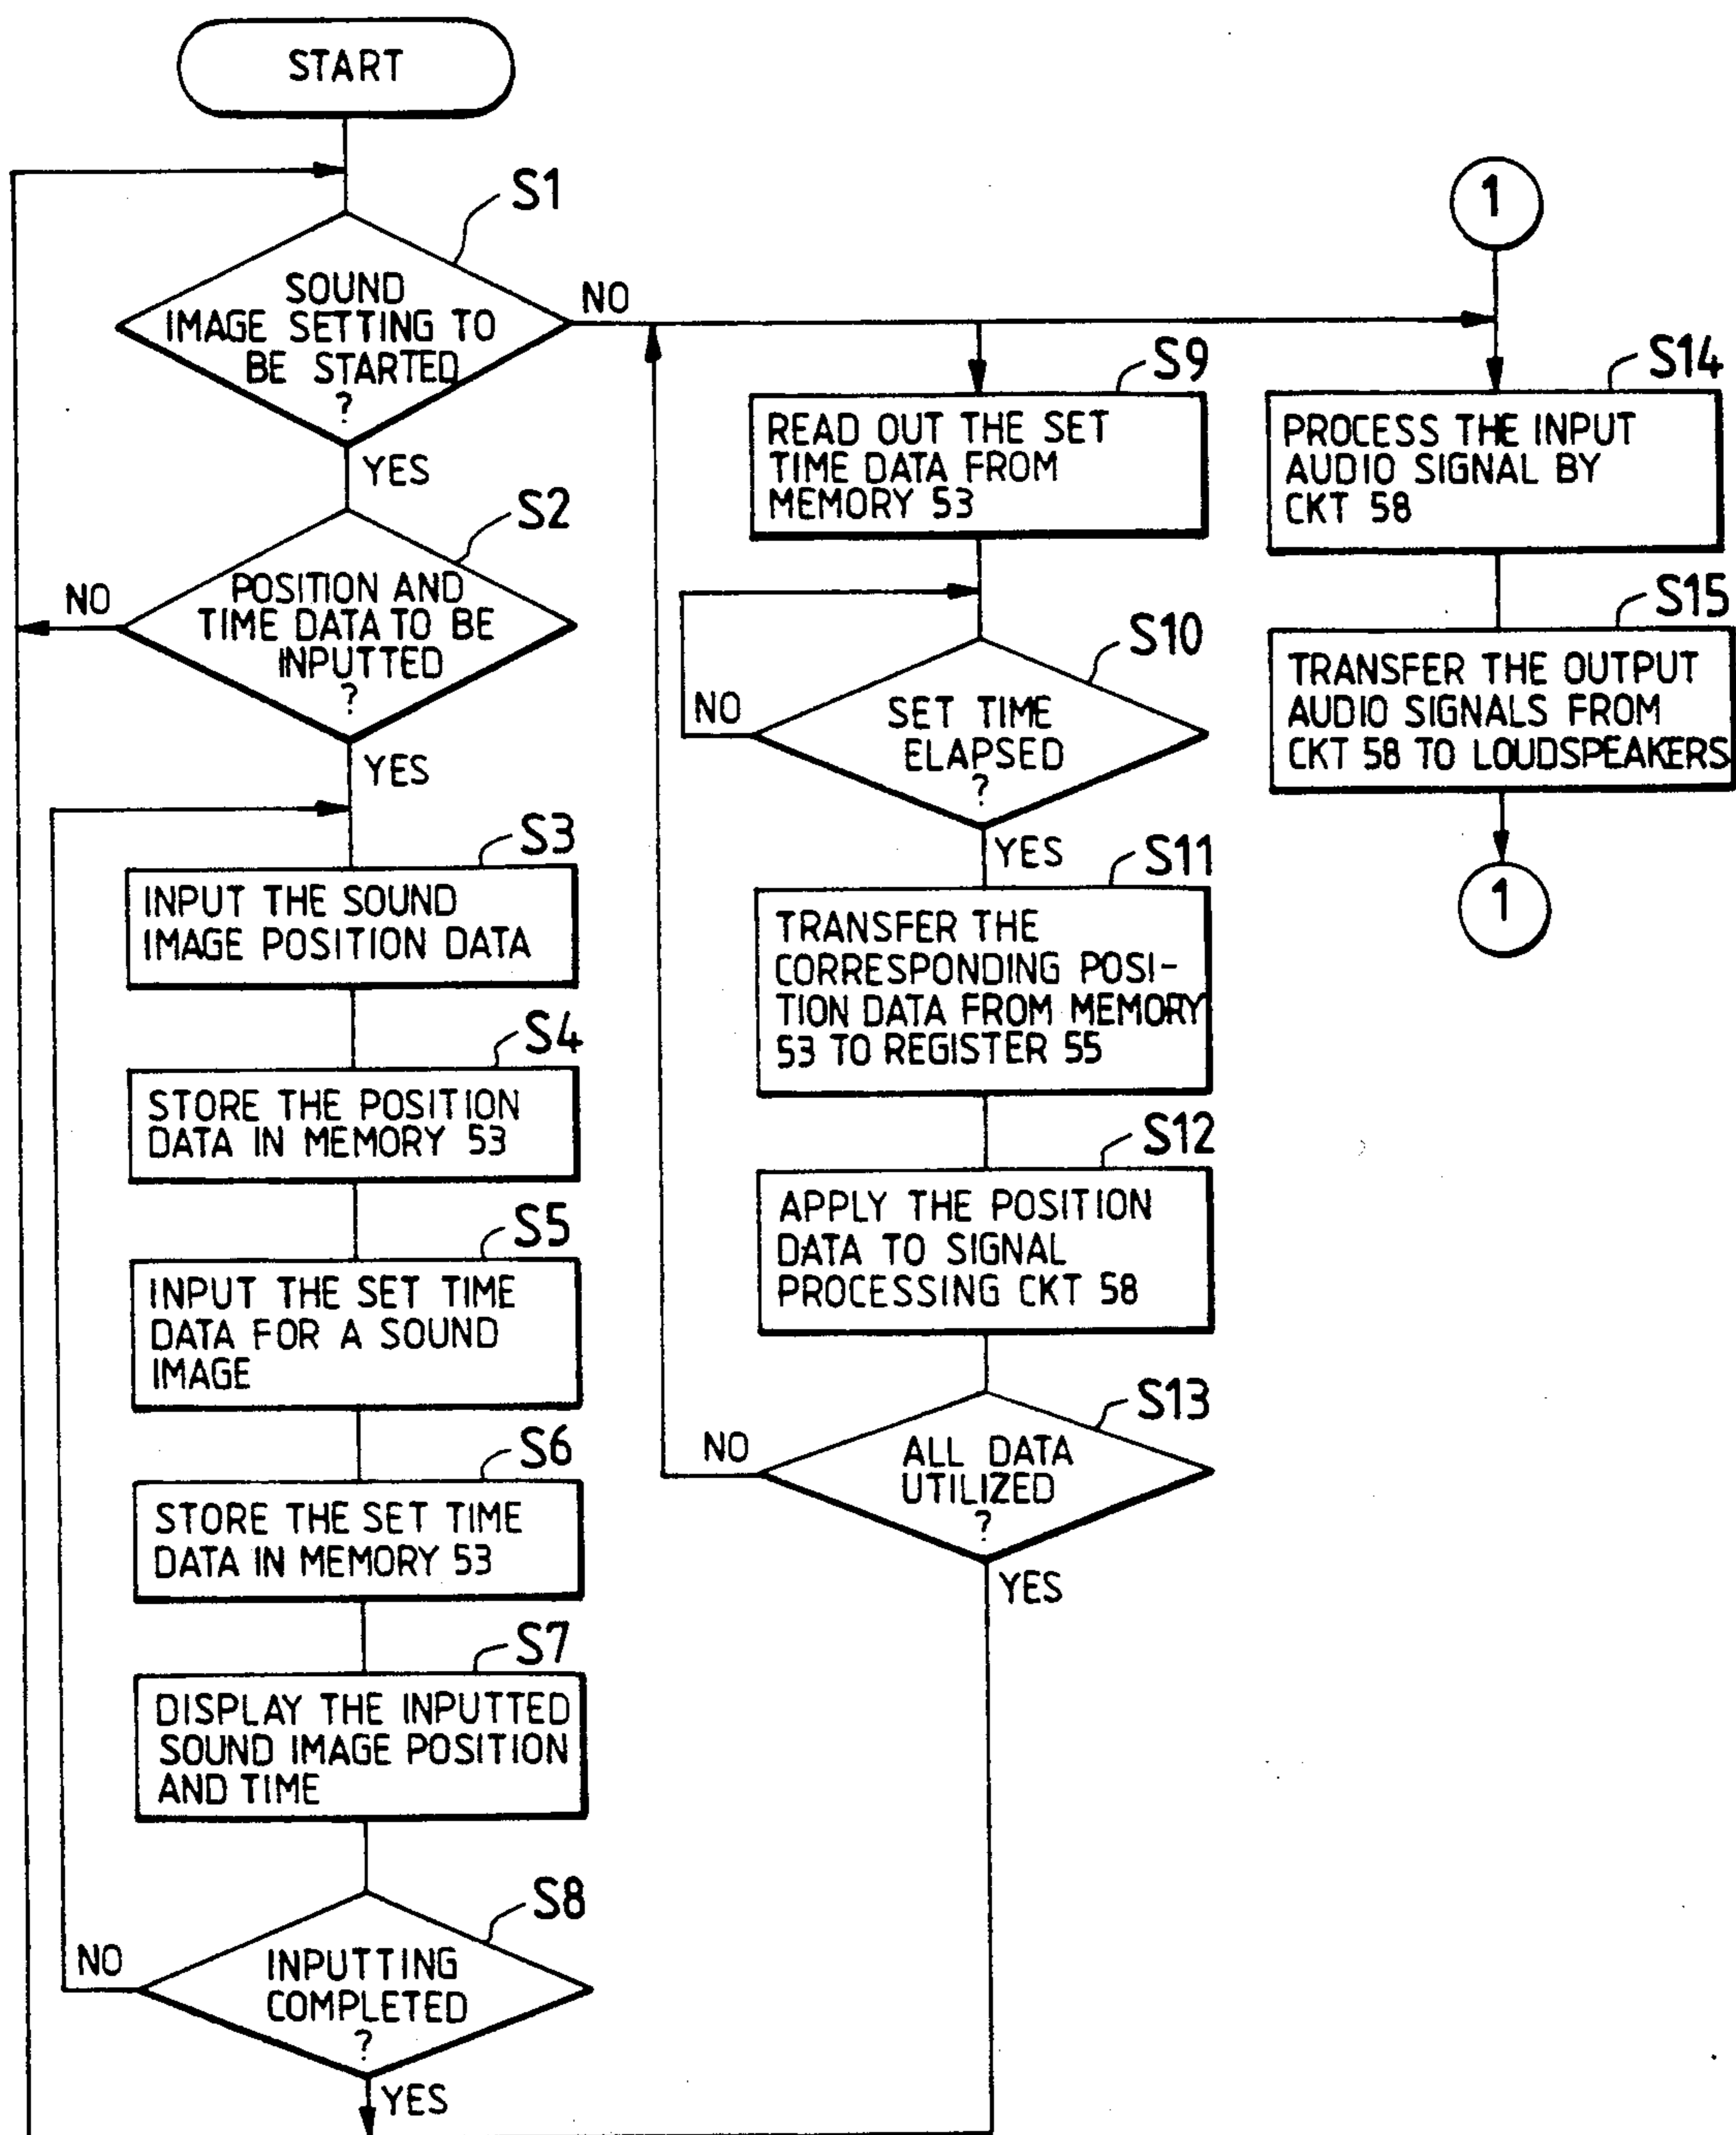 START
S1
SOUND
IMAGE SETTING TO
BE STARTED
?
NO
YES
S2
POSITION AND
TIME DATA TO BE
INPUTTED
?
NO
YES
S3
INPUT THE SOUND
IMAGE POSITION DATA
S4
STORE THE POSITION
DATA IN MEMORY 53
S5
INPUT THE SET TIME
DATA FOR A SOUND
IMAGE
S6
STORE THE SET TIME
DATA IN MEMORY 53
S7
DISPLAY THE INPUTTED
SOUND IMAGE POSITION
AND TIME
S8
INPUTTING
COMPLETED
?
NO
YES
S9
READ OUT THE SET
TIME DATA FROM
MEMORY 53
S10
SET TIME
ELAPSED
?
NO
YES
S11
TRANSFER THE
CORRESPONDING POSI-
TION DATA FROM MEMORY
53 TO REGISTER 55
S12
APPLY THE POSITION
DATA TO SIGNAL
PROCESSING CKT 58
S13
ALL DATA
UTILIZED
?
NO
YES
1
S14
PROCESS THE INPUT
AUDIO SIGNAL BY
CKT 58
S15
TRANSFER THE OUTPUT
AUDIO SIGNALS FROM
CKT 58 TO LOUDSPEAKERS
1